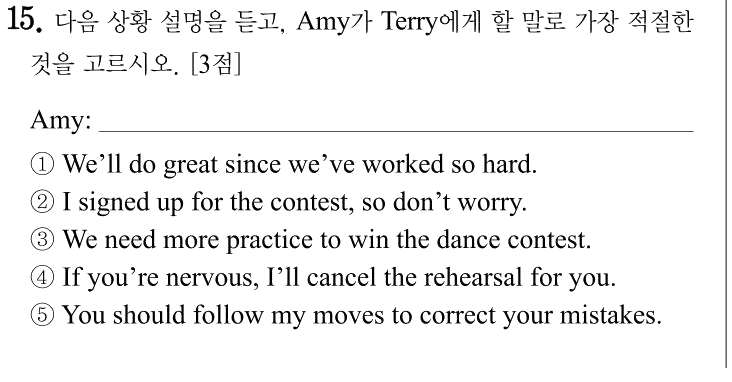 15. 다음 상황 설명을 듣고, Amy가 Terry에게 할 말로 가장 적절한
것을 고르시오. [3점]
Amy:
① We’ll do great since we’ve worked so hard.
② I signed up for the contest, so don’t worry.
③ We need more practice to win the dance contest.
④ If you’re nervous, I’ll cancel the rehearsal for you.
⑤ You should follow my moves to correct your mistakes.